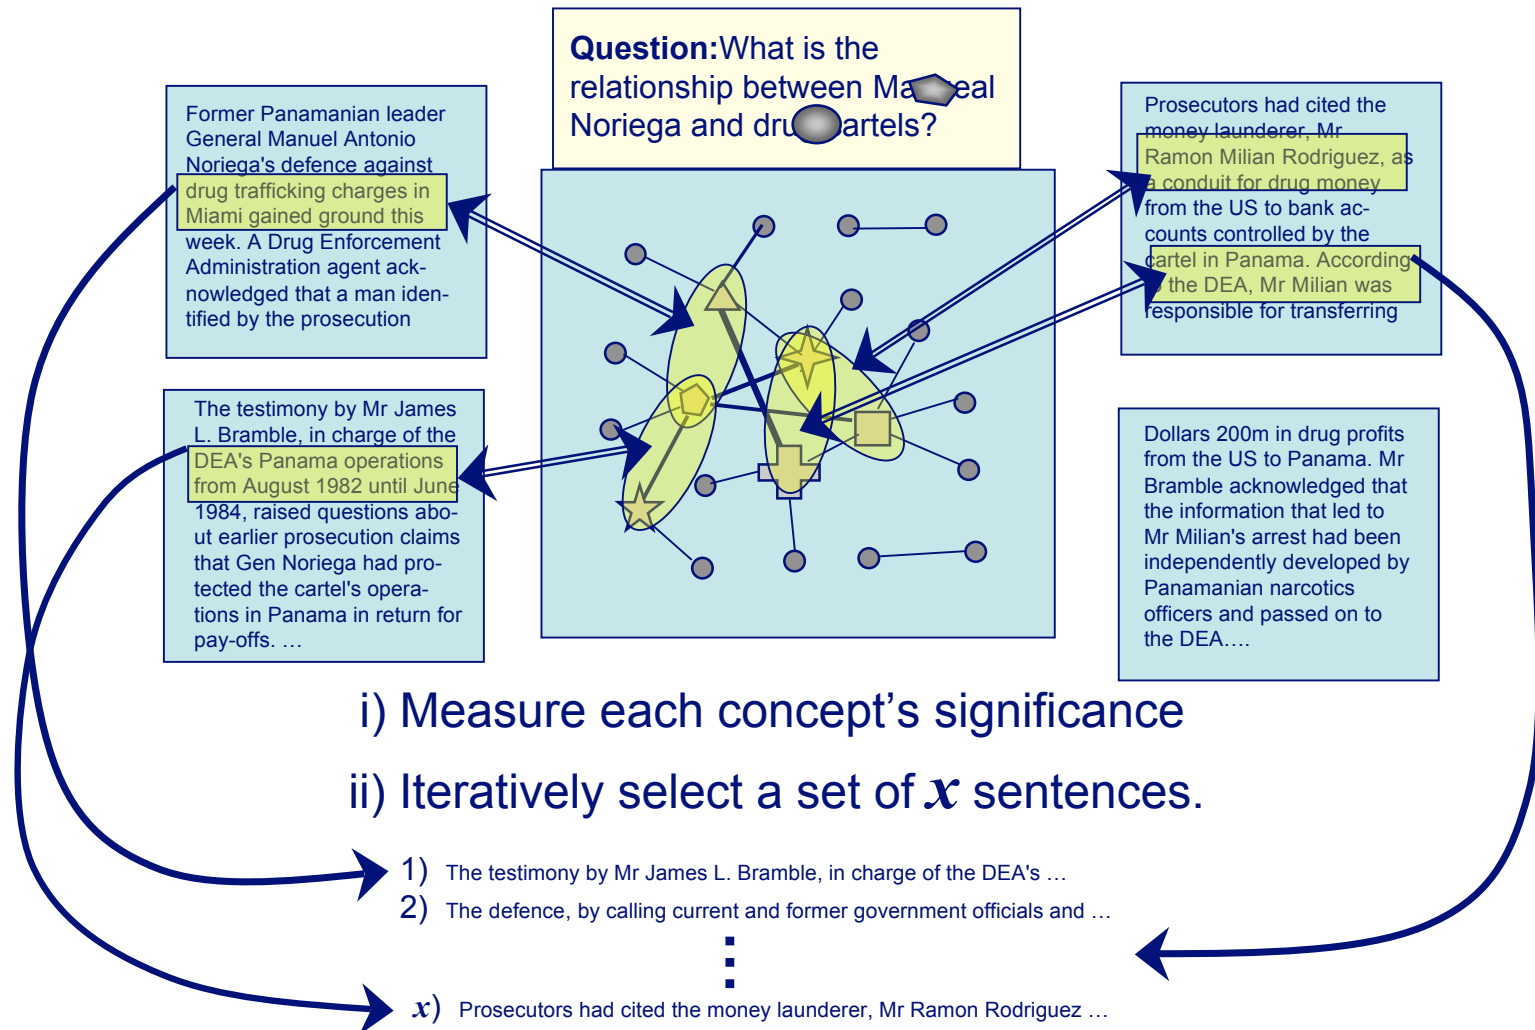 Question:What is the
relationship between Ma eal
Noriega and dru artels?
Former Panamanian leader
General Manuel Antonio
Noriega's defence against
drug trafficking charges in
Miami gained ground this
week. A Drug Enforcement
Administration agent ack-
nowledged that a man iden-
tified by the prosecution
The testimony by Mr James
L. Bramble, in charge of the
DEA's Panama operations
from August 1982 until June
1984, raised questions abo-
ut earlier prosecution claims
that Gen Noriega had pro-
tected the cartel's opera-
tions in Panama in return for
pay-offs. …
Prosecutors had cited the
money launderer, Mr
Ramon Milian Rodriguez, as
a conduit for drug money
from the US to bank ac-
counts controlled by the
cartel in Panama. According
to the DEA, Mr Milian was
responsible for transferring
Dollars 200m in drug profits
from the US to Panama. Mr
Bramble acknowledged that
the information that led to
Mr Milian's arrest had been
independently developed by
Panamanian narcotics
officers and passed on to
the DEA….
i) Measure each concept's significance
ii) Iteratively select a set of x sentences.
1) The testimony by Mr James L. Bramble, in charge of the DEA's …
2) The defence, by calling current and former government officials and …
x) Prosecutors had cited the money launderer, Mr Ramon Rodriguez …